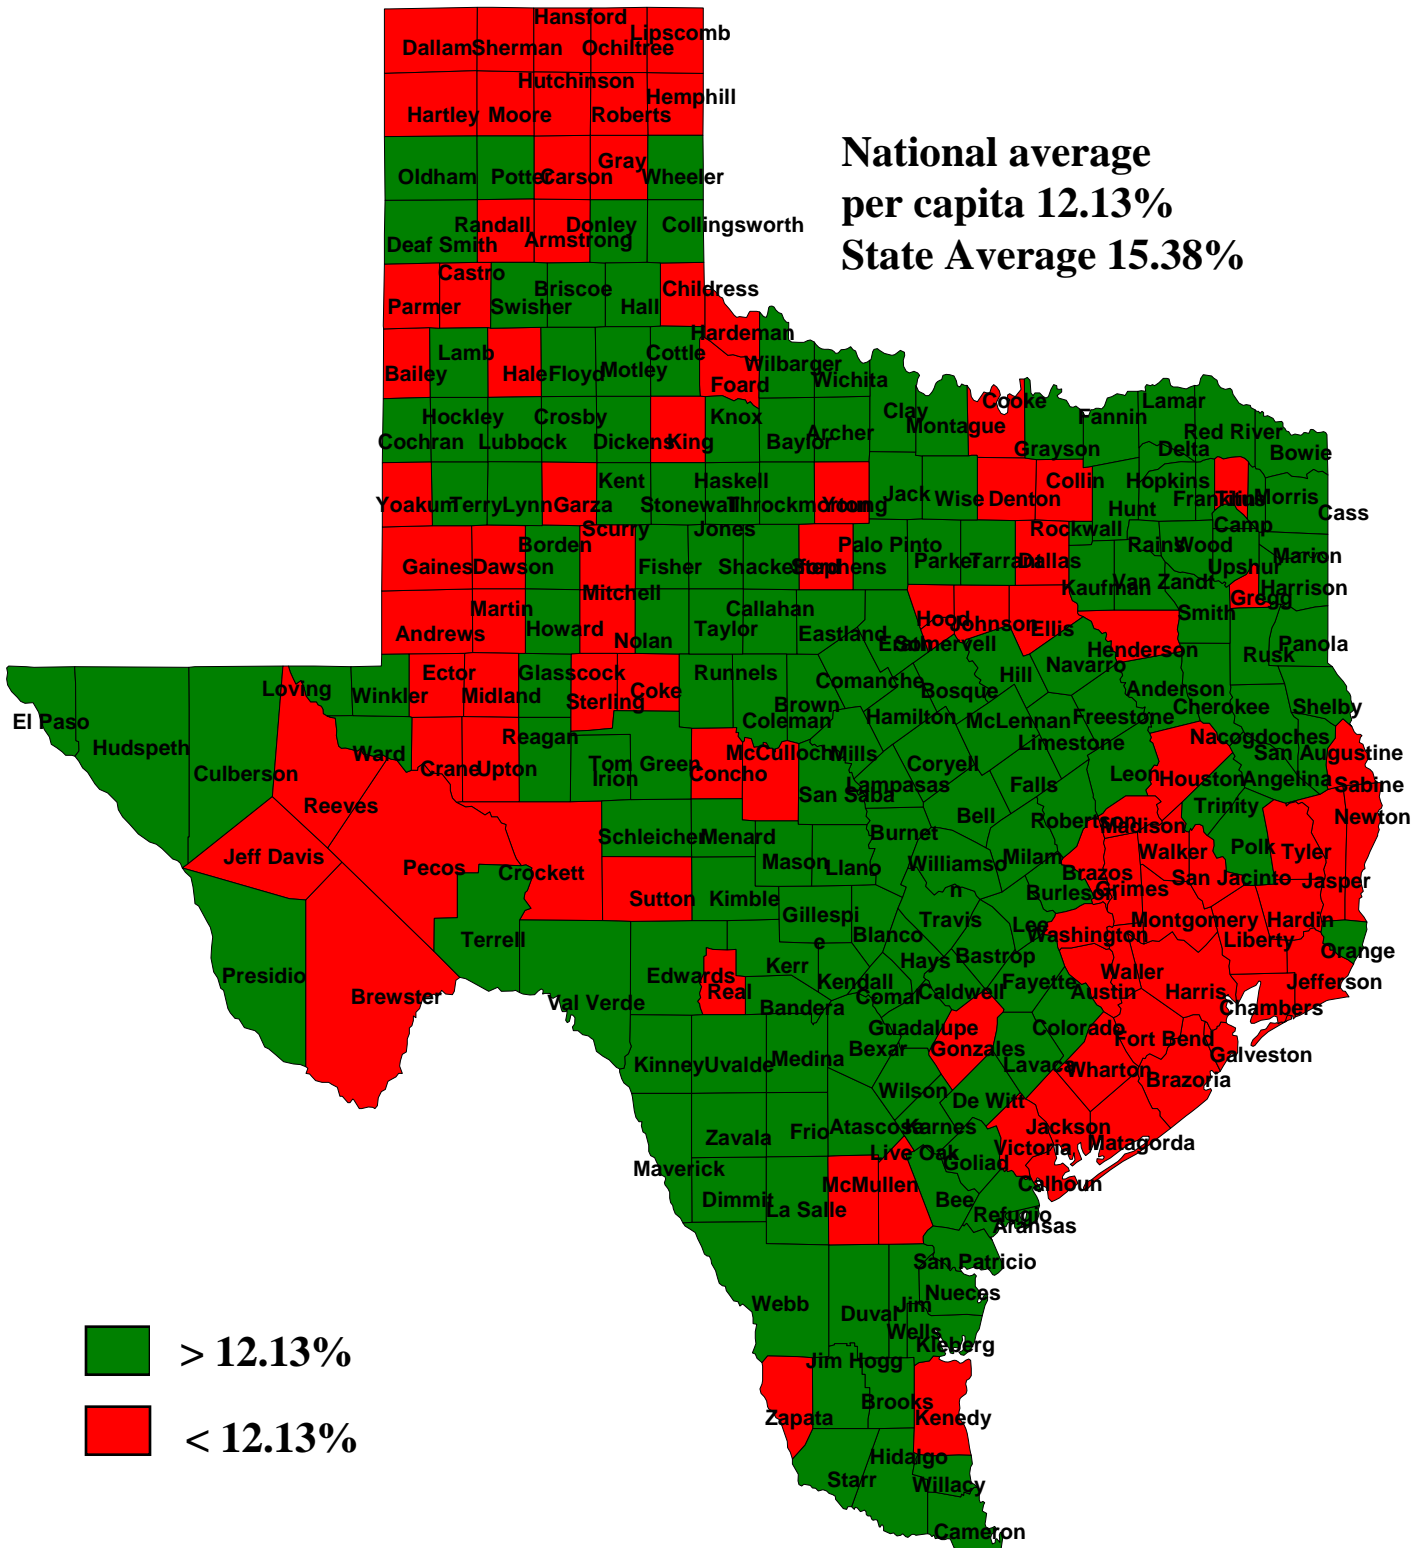 Hansford
Lipscomb
Dallam Sherman Ochiltree
Hutchinson
Hemphill
Hartley Moore Roberts
National average
per capita 12.13%
State Average 15.38%
Gray
Oldham Potter Carson Wheeler
Randall Donley Collingsworth
Deaf Smith Armstrong
Castro
Briscoe Childress
Parmer Swisher Hall
Hardeman
Lamb Cottle
Bailey Hale Floyd Motley Foard Wilbarger Wichita
Cooke Lamar
Hockley Crosby Knox Clay Montague Fannin Red River
Cochran Lubbock Dickens King Baylor Archer Grayson Delta Bowie
Kent Haskell Collin Hopkins
Yoakum Terry Lynn Garza Stonewall Throckmorton Young Jack Wise Denton Hunt Franklin Titus Morris Cass
Scurry Jones Rockwall Camp
Borden Palo Pinto Rains Wood Marion
Gaines Dawson Fisher Shackelford Stephens Parker Tarrant Dallas Upshur
Mitchell Kaufman Van Zandt Gregg Harrison
Martin Callahan Hood Smith
Andrews Howard Nolan Taylor Eastland Erath Somervell Johnson Ellis Henderson Rusk Panola
Ector Glasscock Runnels Comanche Hill Navarro
Loving Winkler Midland Sterling Coke Brown Bosque Anderson Cherokee Shelby
El Paso Coleman Hamilton McLennan Freestone
Hudspeth Ward Reagan McCulloch Mills Limestone Nacogdoches
San Augustine
Culberson Crane Upton Irion Tom Green Concho Lampasas Coryell Falls Leon Houston Angelina Sabine
Reeves San Saba Bell Robertson Trinity Newton
Schleicher Menard Burnet Madison
Jeff Davis Pecos Crockett Mason Llano Williamso
n
Milam Brazos Walker Polk Tyler
Sutton Kimble Burleson Grimes San Jacinto Jasper
Gillespi
e
Travis Lee Washington Montgomery Hardin
Terrell Blanco Liberty Orange
Presidio Edwards Kerr Kendall Hays Bastrop Fayette Waller Jefferson
Brewster Val Verde Real Bandera Comal Caldwell Austin Harris Chambers
Guadalupe Colorado Fort Bend
Kinney Uvalde Medina Bexar Gonzales Lavaca Wharton Galveston
Wilson De Witt Brazoria
Zavala Frio Atascosa Karnes Jackson Matagorda
Maverick Live Oak Goliad Victoria
Dimmit La Salle McMullen Bee Calhoun
Refugio
Aransas
San Patricio
Webb Duval Jim
Wells
Nueces
Kleberg
> 12.13%
Jim Hogg
Brooks
Zapata Kenedy
< 12.13%
Hidalgo
Starr Willacy
Cameron